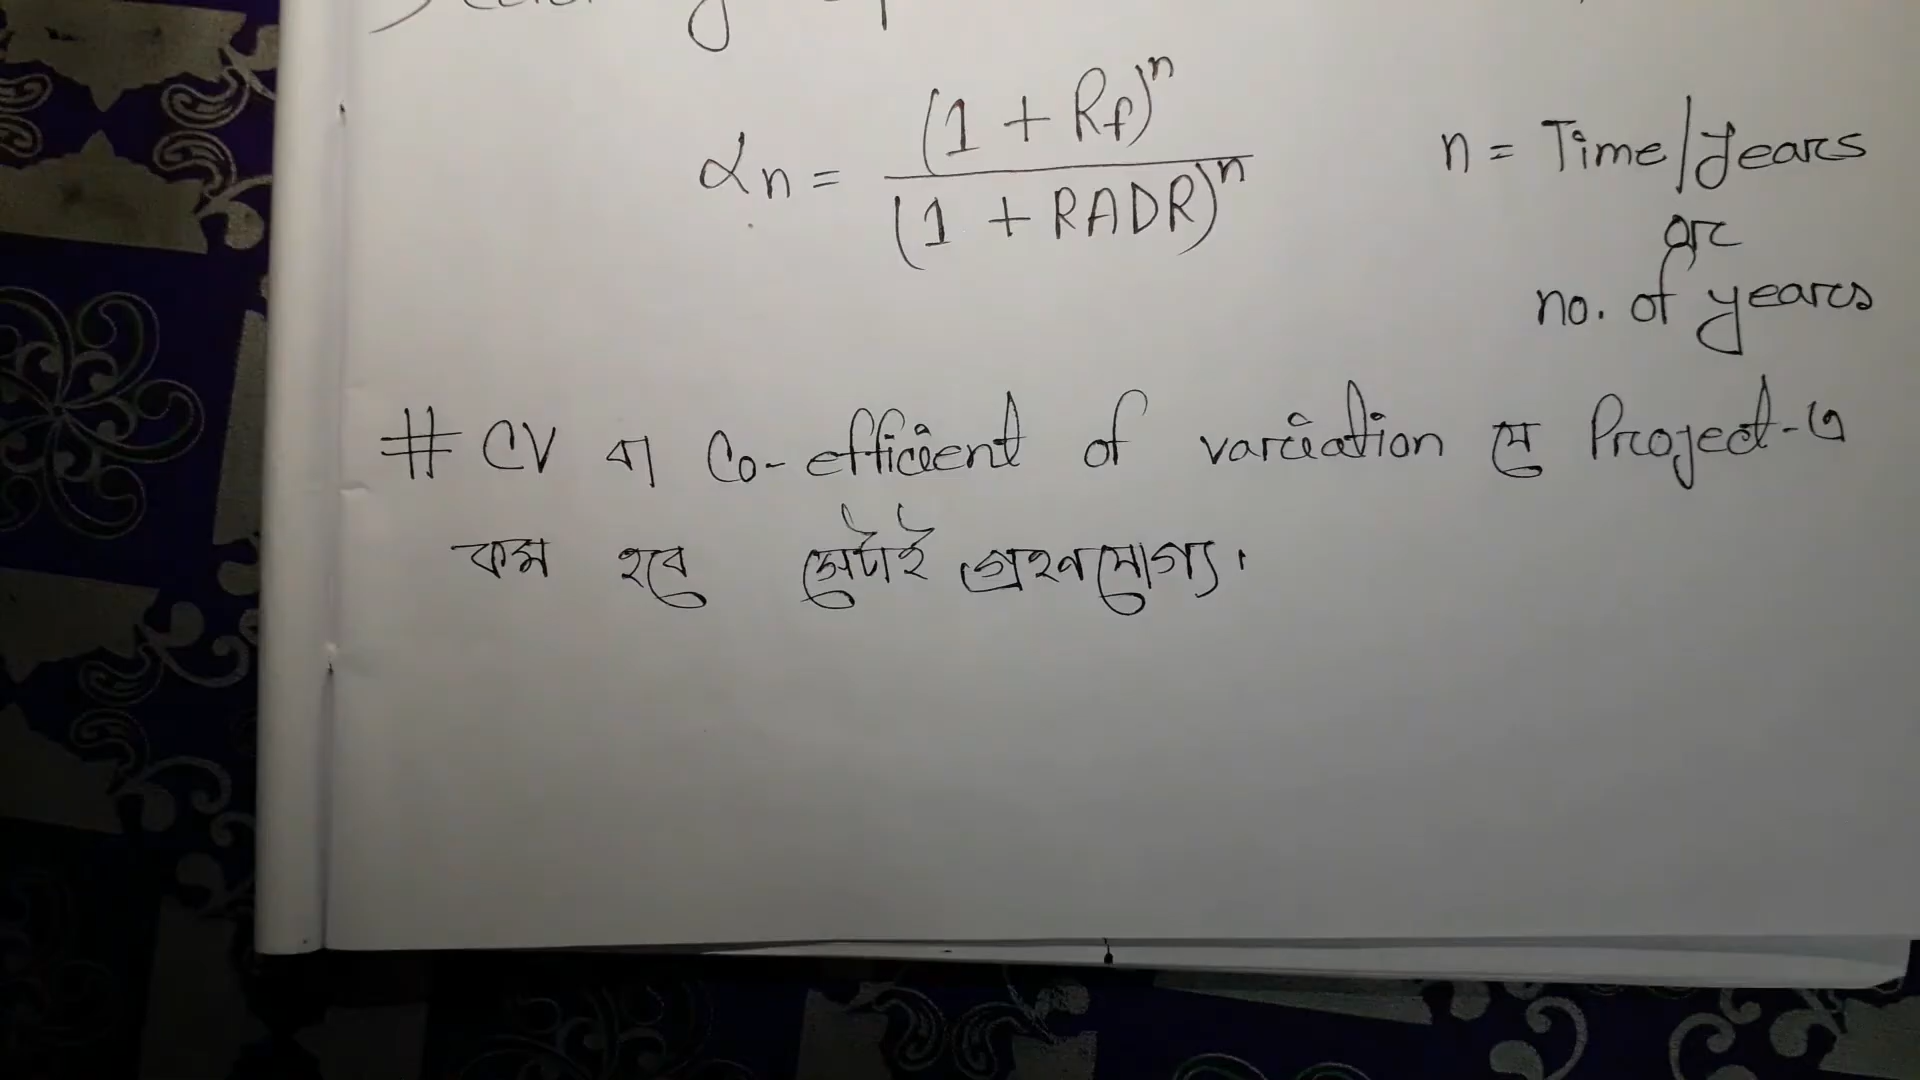 αn = (1 + Rf)^n / (1 + RADR)^n
n = Time/Years
or
no. of years
# CV বা Co-efficient of variation যে Project-এ
কম হবে সেটাই গ্রহনযোগ্য।